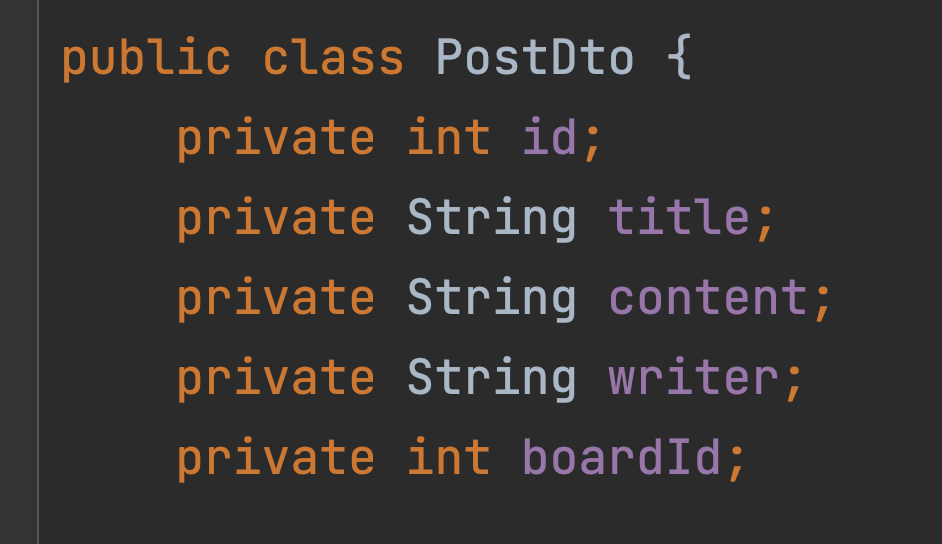 public class PostDto {
private int id;
private String title;
private String content;
private String writer;
private int boardId;